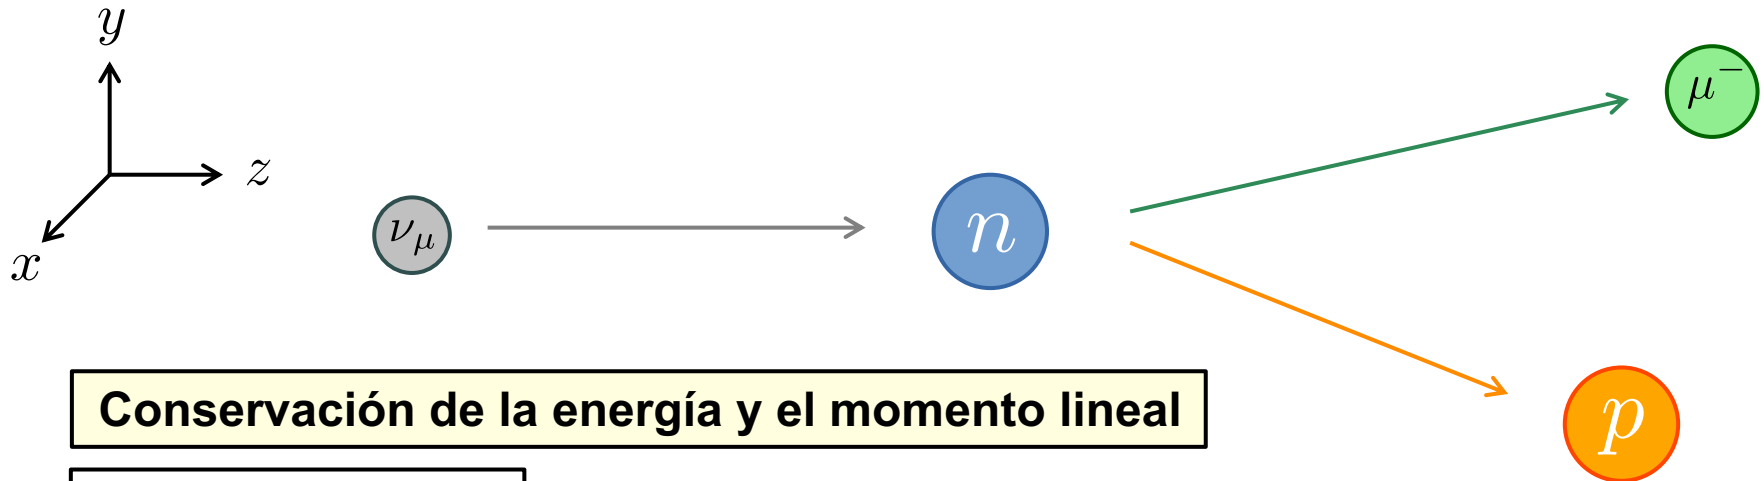 y
z
x
ν_μ
n
μ⁻
p
Conservación de la energía y el momento lineal